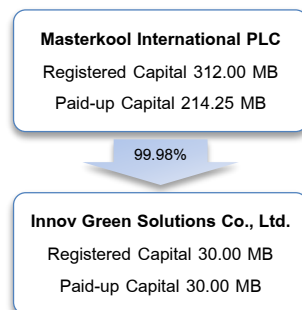 Masterkool International PLC
Registered Capital 312.00 MB
Paid-up Capital 214.25 MB
99.98%
Innov Green Solutions Co., Ltd.
Registered Capital 30.00 MB
Paid-up Capital 30.00 MB